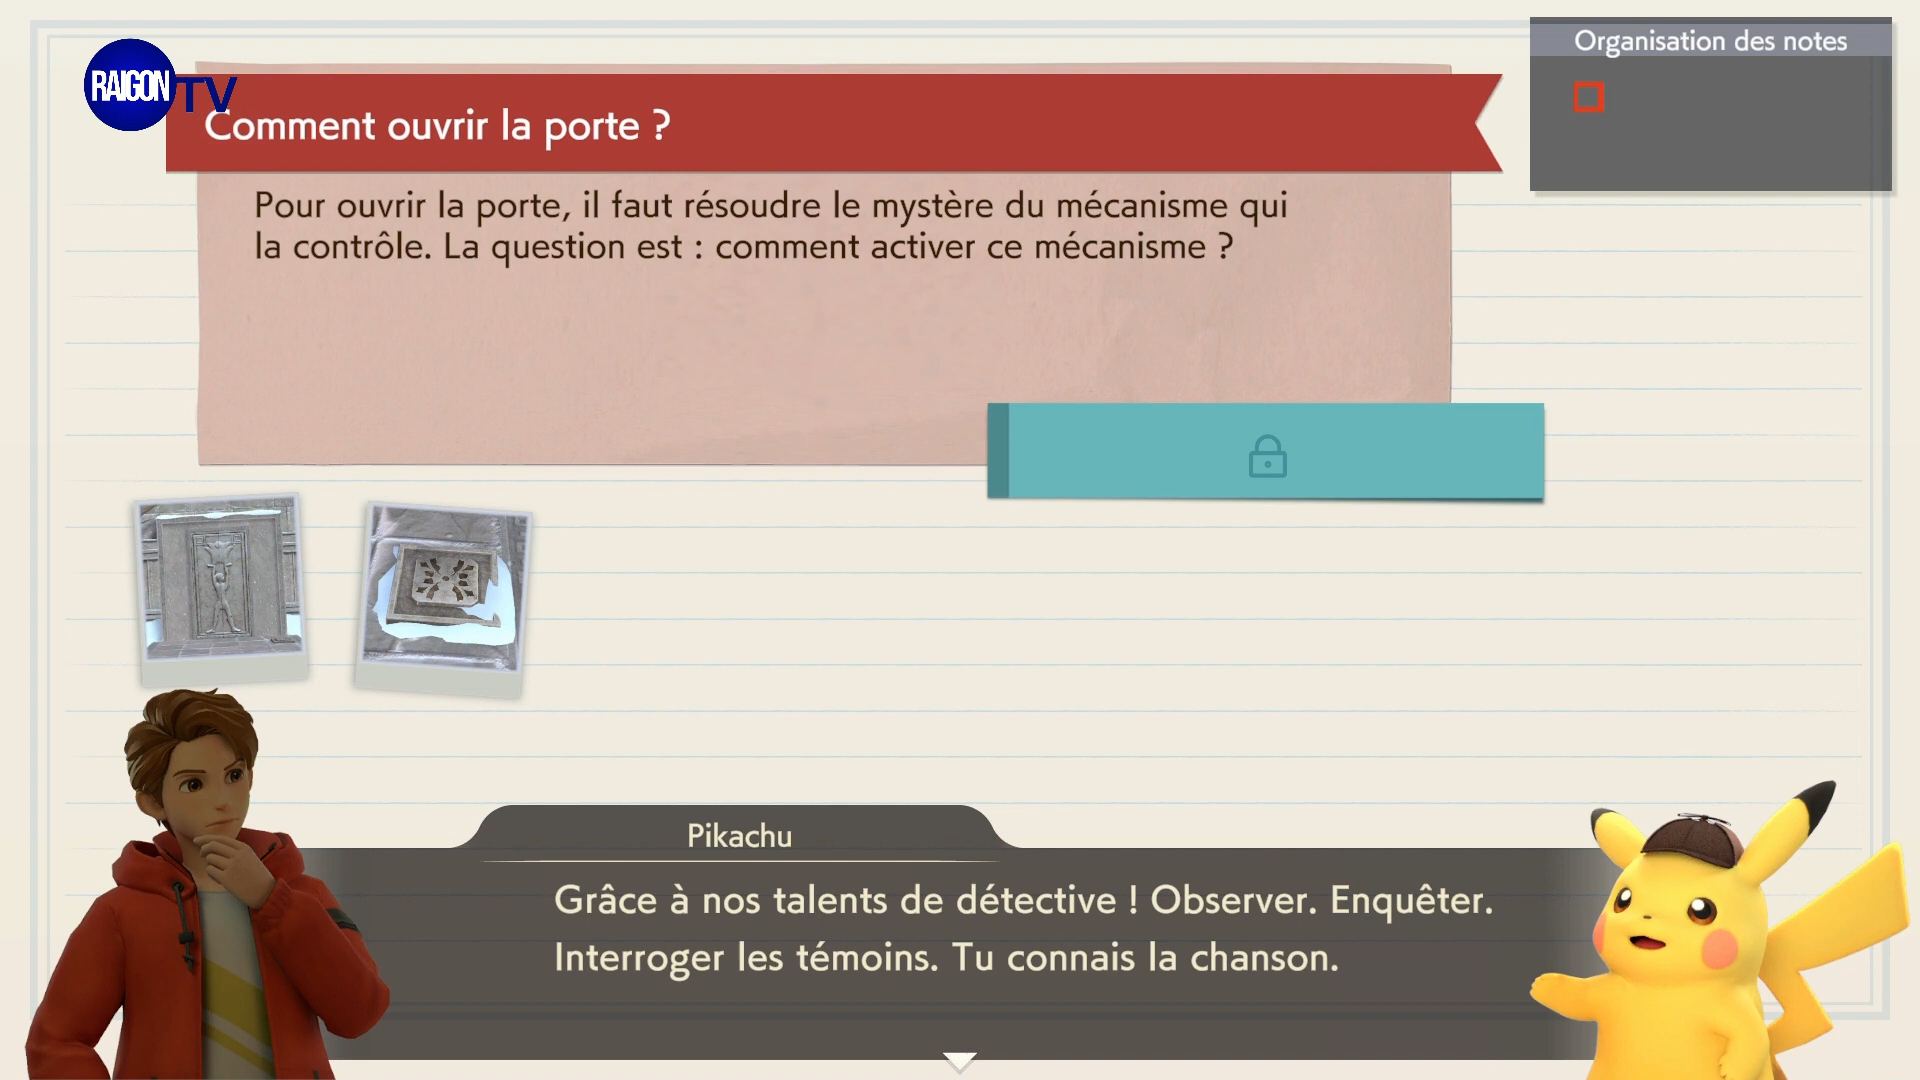 RAIGON TV
Organisation des notes
Comment ouvrir la porte ?
Pour ouvrir la porte, il faut résoudre le mystère du mécanisme qui
la contrôle. La question est : comment activer ce mécanisme ?
Pikachu
Grâce à nos talents de détective ! Observer. Enquêter.
Interroger les témoins. Tu connais la chanson.